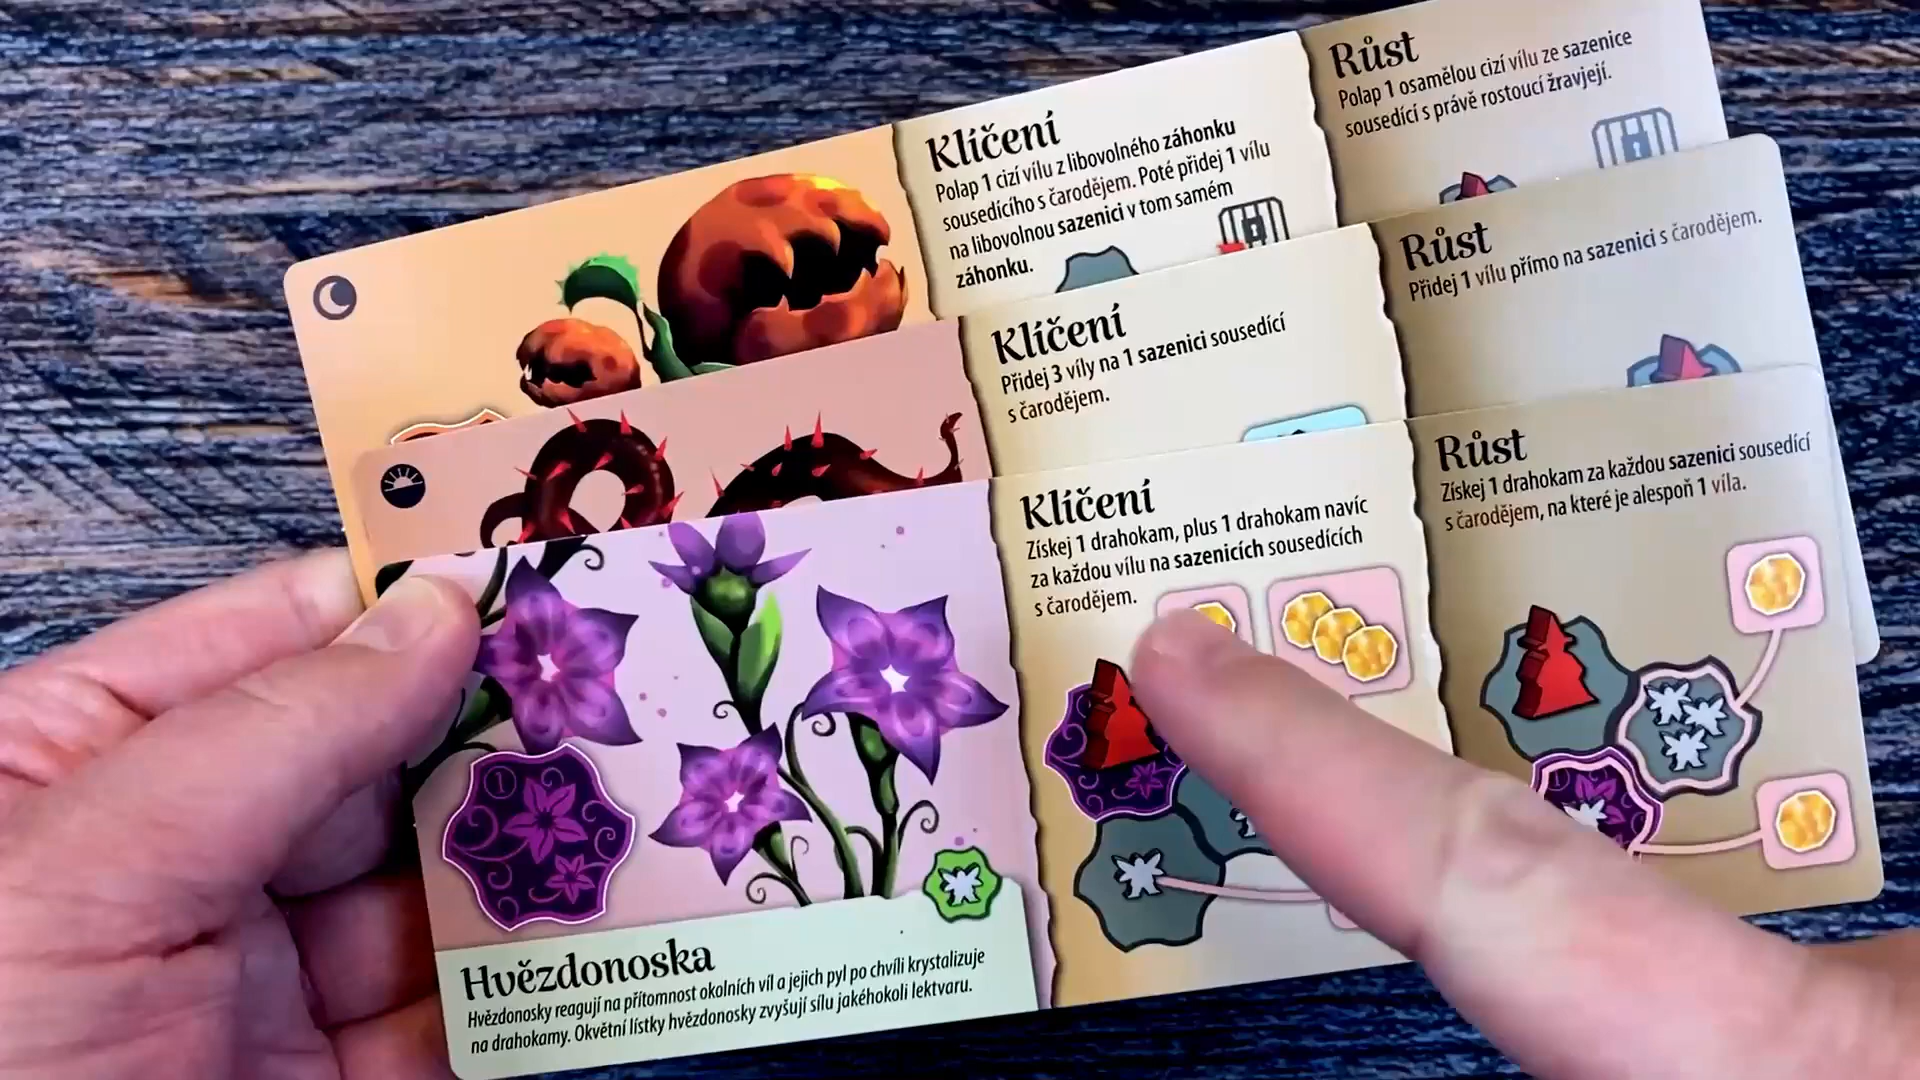 Klíčení
Polap 1 cizí vílu z libovolného záhonku
sousedícího s čarodějem. Poté přidej 1 vílu
na libovolnou sazenici v tom samém
záhonku.
Růst
Polap 1 osamělou cizí vílu ze sazenice
sousedící s právě rostoucí žravjejí.
Klíčení
Přidej 3 víly na 1 sazenici sousedící
s čarodějem.
Růst
Přidej 1 vílu přímo na sazenici s čarodějem.
Klíčení
Získej 1 drahokam, plus 1 drahokam navíc
za každou vílu na sazenicích sousedících
s čarodějem.
Růst
Získej 1 drahokam za každou sazenici sousedící
s čarodějem, na které je alespoň 1 víla.
1
Hvězdonoska
Hvězdonosky reagují na přítomnost okolních víl a jejich pyl po chvíli krystalizuje
na drahokamy. Okvětní lístky hvězdonosky zvyšují sílu jakéhokoli lektvaru.